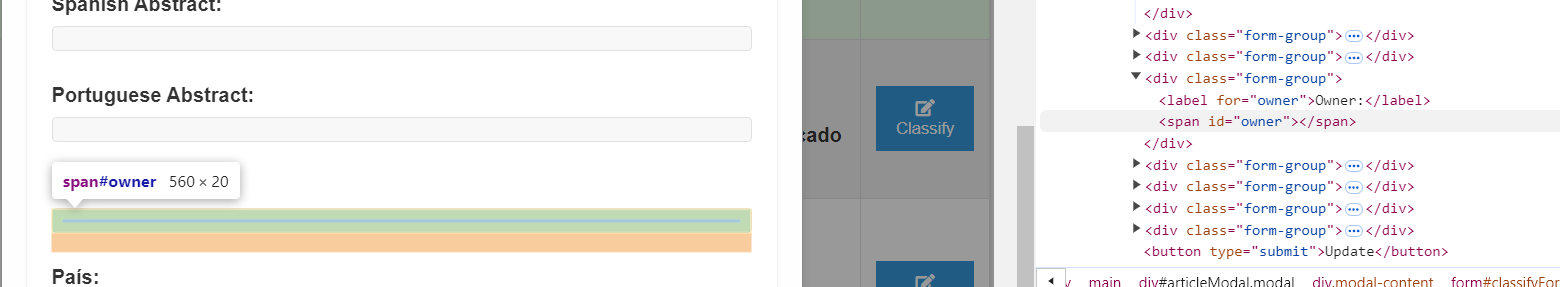 Spanish Abstract:
Portuguese Abstract:
span#owner 560 × 20
País:
cado
Classify
</div>
<div class="form-group"> ••• </div>
<div class="form-group"> ••• </div>
<div class="form-group">
<label for="owner">Owner:</label>
<span id="owner"></span>
</div>
<div class="form-group"> ••• </div>
<div class="form-group"> ••• </div>
<div class="form-group"> ••• </div>
<div class="form-group"> ••• </div>
<button type="submit">Update</button>
main div#articleModal.modal div.modal-content form#classifyFor